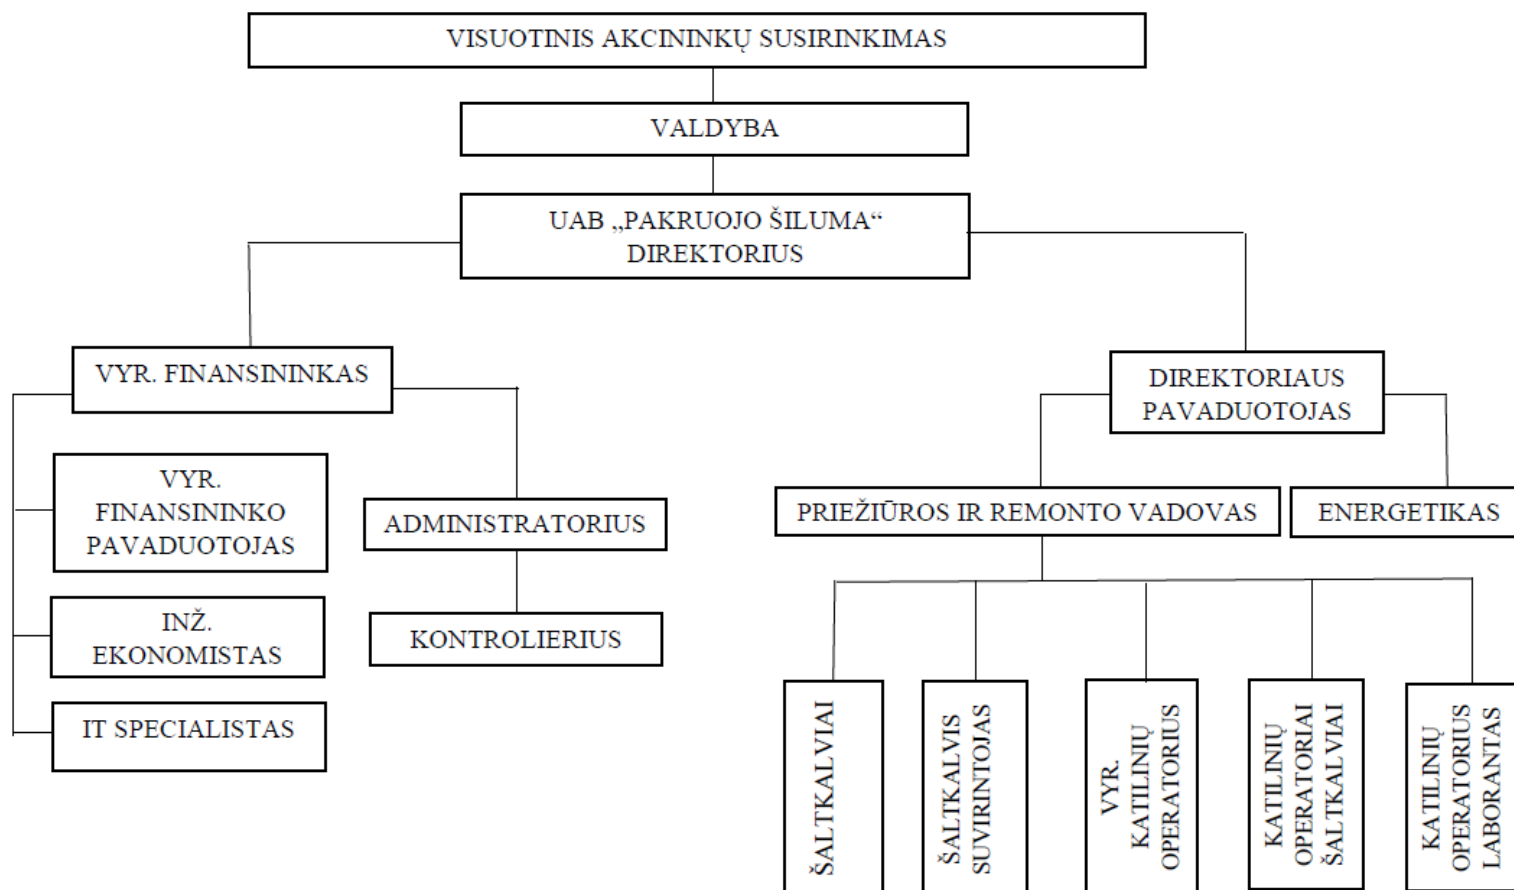 VISUOTINIS AKCININKŲ SUSIRINKIMAS
VALDYBA
UAB „PAKRUOJO ŠILUMA“
DIREKTORIUS
VYR. FINANSININKAS
DIREKTORIAUS
PAVADUOTOJAS
VYR.
FINANSININKO
PAVADUOTOJAS
ADMINISTRATORIUS
PRIEŽIŪROS IR REMONTO VADOVAS
ENERGETIKAS
INŽ.
EKONOMISTAS
KONTROLIERIUS
IT SPECIALISTAS
ŠALTKALVIAI
ŠALTKALVIS
SUVIRINTOJAS
VYR.
KATILINIŲ
OPERATORIUS
KATILINIŲ
OPERATORIAI
ŠALTKALVIAI
KATILINIŲ
OPERATORIUS
LABORANTAS